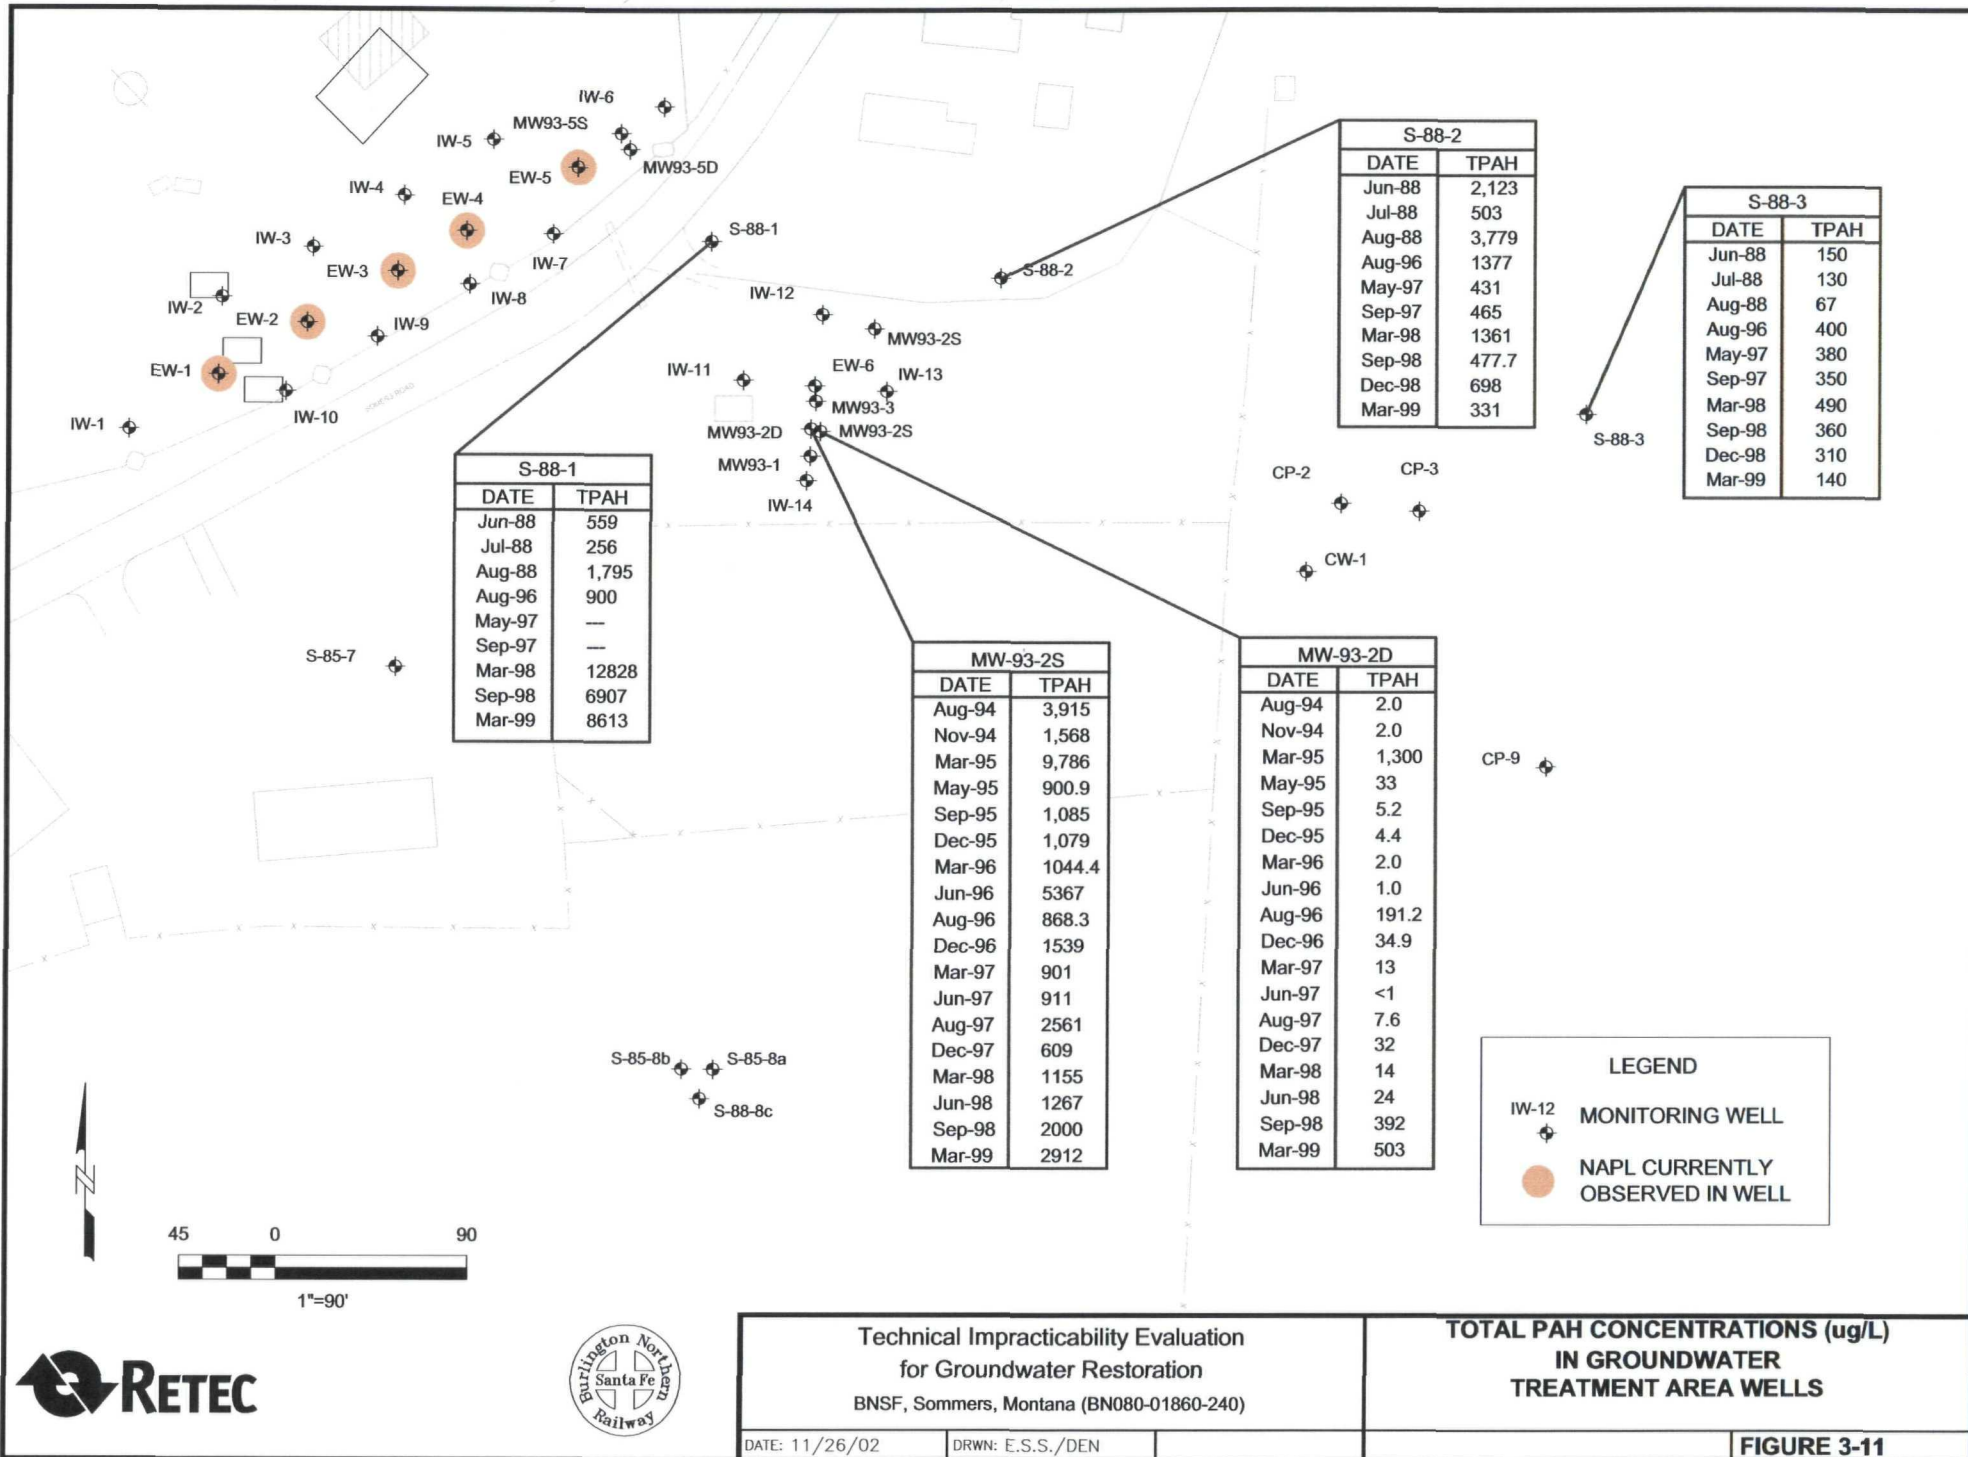 IW-6
MW93-5S
IW-5
MW93-5D
EW-5
IW-4
EW-4
S-88-1
IW-3
EW-3
IW-7
S-88-2
IW-8
IW-12
IW-2
EW-2
IW-9
MW93-2S
EW-1
EW-6
IW-11
IW-13
IW-10
MW93-3
SOMERS ROAD
IW-1
MW93-2D
MW93-2S
MW93-1
IW-14
S-88-3
CP-2
CP-3
CW-1
S-85-7
CP-9
S-85-8b
S-85-8a
S-88-8c
S-88-2
DATE TPAH
Jun-88 2,123
Jul-88 503
Aug-88 3,779
Aug-96 1377
May-97 431
Sep-97 465
Mar-98 1361
Sep-98 477.7
Dec-98 698
Mar-99 331
S-88-3
DATE TPAH
Jun-88 150
Jul-88 130
Aug-88 67
Aug-96 400
May-97 380
Sep-97 350
Mar-98 490
Sep-98 360
Dec-98 310
Mar-99 140
S-88-1
DATE TPAH
Jun-88 559
Jul-88 256
Aug-88 1,795
Aug-96 900
May-97 ---
Sep-97 ---
Mar-98 12828
Sep-98 6907
Mar-99 8613
MW-93-2S
DATE TPAH
Aug-94 3,915
Nov-94 1,568
Mar-95 9,786
May-95 900.9
Sep-95 1,085
Dec-95 1,079
Mar-96 1044.4
Jun-96 5367
Aug-96 868.3
Dec-96 1539
Mar-97 901
Jun-97 911
Aug-97 2561
Dec-97 609
Mar-98 1155
Jun-98 1267
Sep-98 2000
Mar-99 2912
MW-93-2D
DATE TPAH
Aug-94 2.0
Nov-94 2.0
Mar-95 1,300
May-95 33
Sep-95 5.2
Dec-95 4.4
Mar-96 2.0
Jun-96 1.0
Aug-96 191.2
Dec-96 34.9
Mar-97 13
Jun-97 <1
Aug-97 7.6
Dec-97 32
Mar-98 14
Jun-98 24
Sep-98 392
Mar-99 503
LEGEND
IW-12 MONITORING WELL
NAPL CURRENTLY
OBSERVED IN WELL
N
45 0 90
1"=90'
RETEC
Burlington Northern
Santa Fe
Railway
Technical Impracticability Evaluation
for Groundwater Restoration
BNSF, Sommers, Montana (BN080-01860-240)
DATE: 11/26/02 DRWN: E.S.S./DEN
TOTAL PAH CONCENTRATIONS (ug/L)
IN GROUNDWATER
TREATMENT AREA WELLS
FIGURE 3-11